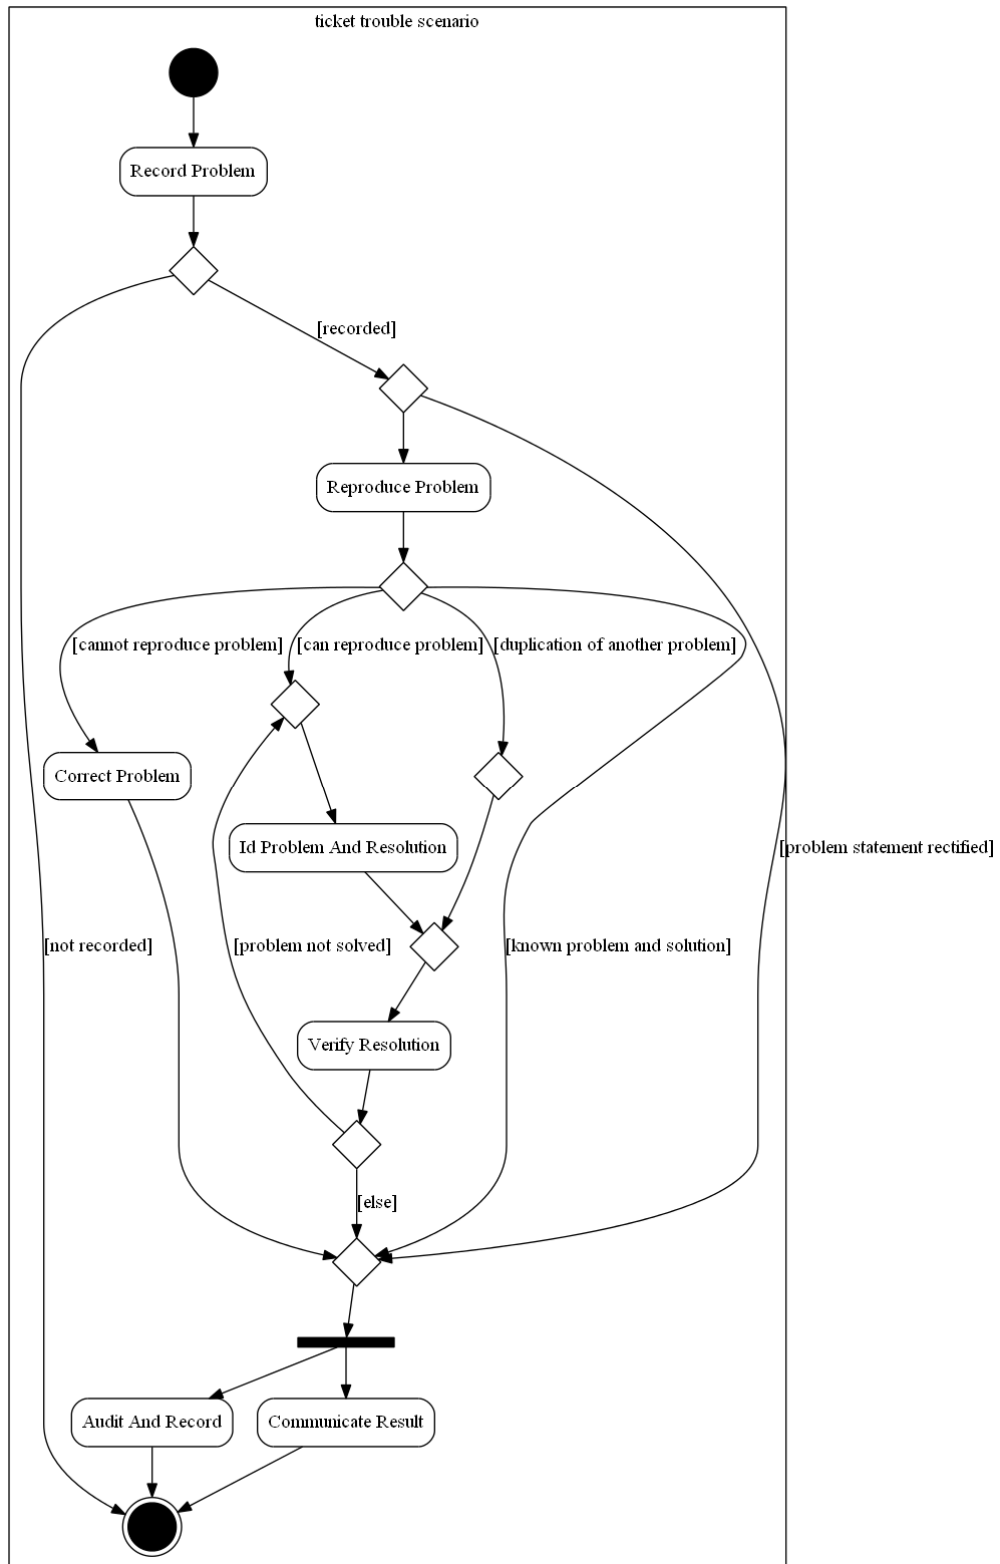 ticket trouble scenario
Record Problem
[recorded]
Reproduce Problem
[cannot reproduce problem]
[can reproduce problem]
[duplication of another problem]
Correct Problem
Id Problem And Resolution
[problem statement rectified]
[not recorded]
[problem not solved]
[known problem and solution]
Verify Resolution
[else]
Audit And Record
Communicate Result